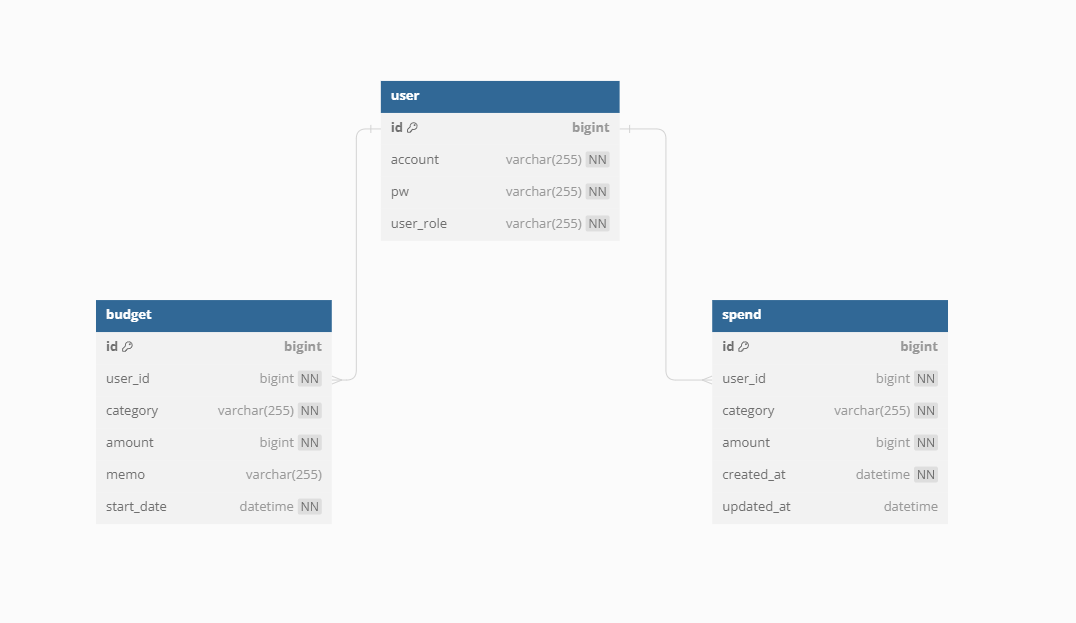 user
id bigint
account varchar(255) NN
pw varchar(255) NN
user_role varchar(255) NN
budget
id bigint
user_id bigint NN
category varchar(255) NN
amount bigint NN
memo varchar(255)
start_date datetime NN
spend
id bigint
user_id bigint NN
category varchar(255) NN
amount bigint NN
created_at datetime NN
updated_at datetime